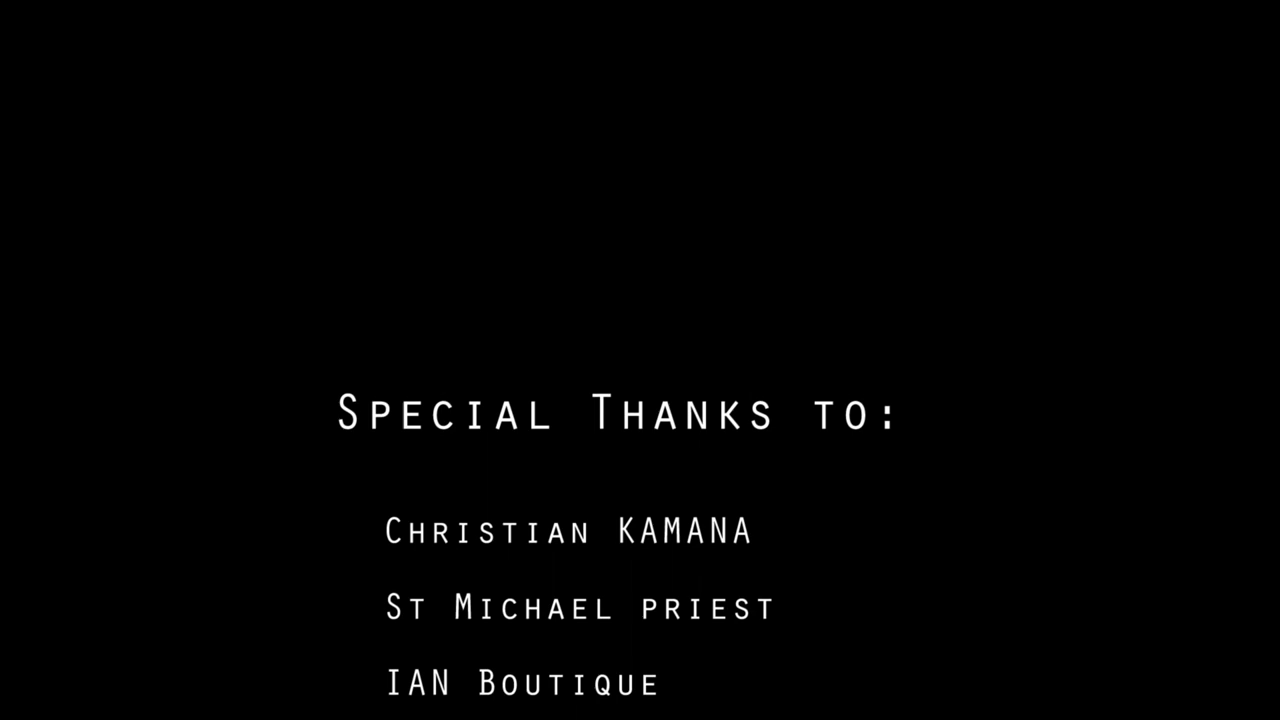 Special Thanks to:
Christian KAMANA
St Michael priest
IAN Boutique